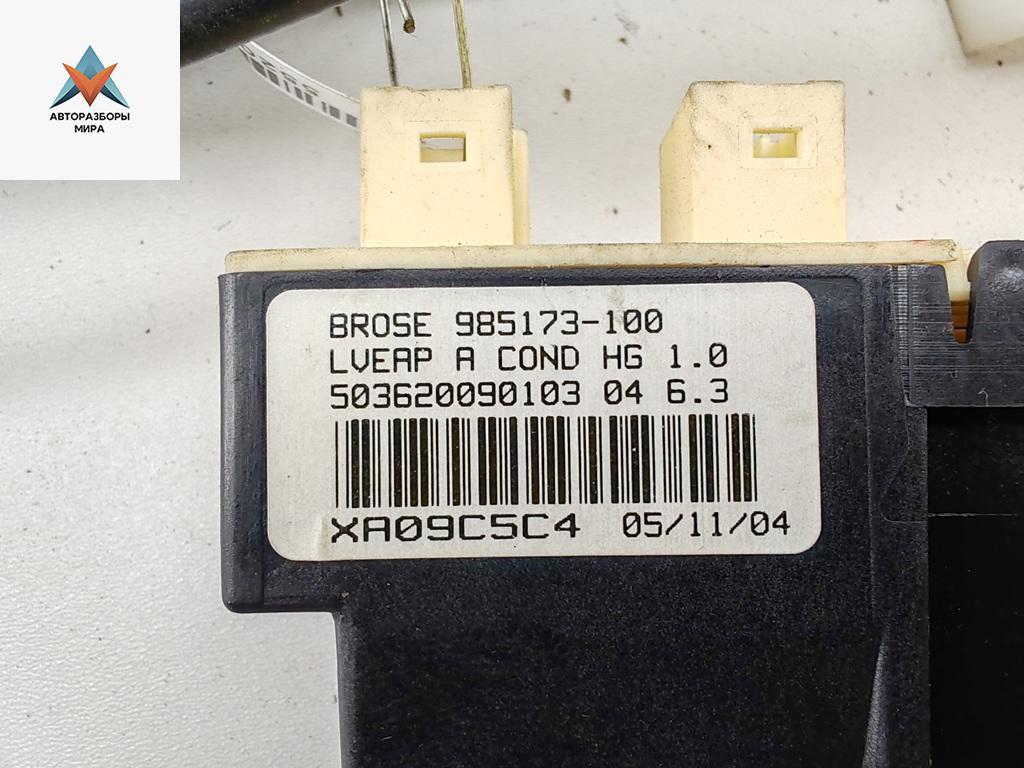 АВТОРАЗБОРЫ
МИРА
BROSE 985173-100
LVEAP A COND HG 1.0
503620090103 04 6.3
XA09C5C4 05/11/04